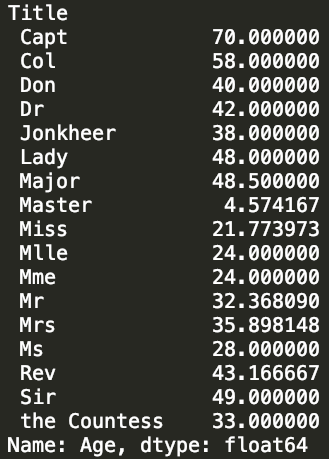 Title
Capt 70.000000
Col 58.000000
Don 40.000000
Dr 42.000000
Jonkheer 38.000000
Lady 48.000000
Major 48.500000
Master 4.574167
Miss 21.773973
Mlle 24.000000
Mme 24.000000
Mr 32.368090
Mrs 35.898148
Ms 28.000000
Rev 43.166667
Sir 49.000000
the Countess 33.000000
Name: Age, dtype: float64